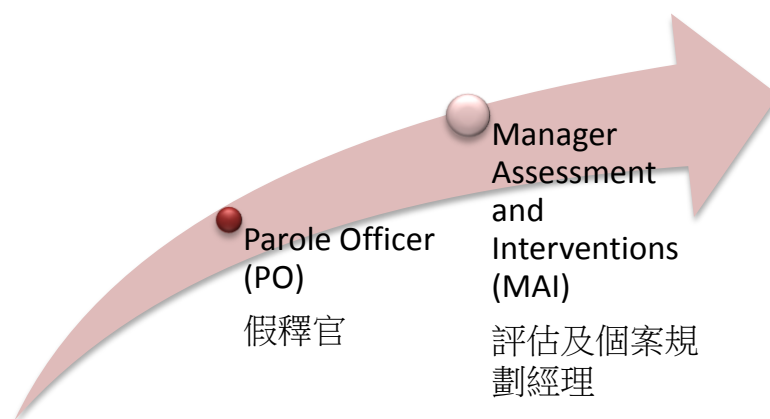 Parole Officer
(PO)
假釋官
Manager
Assessment
and
Interventions
(MAI)
評估及個案規
劃經理